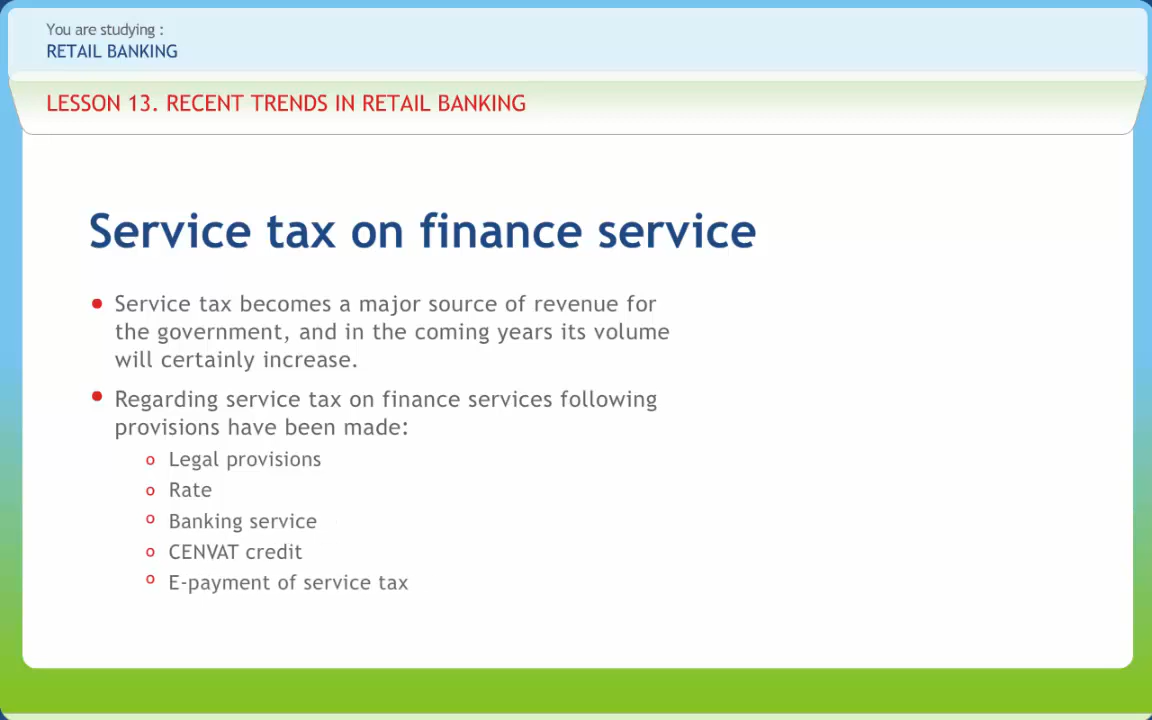 You are studying :
RETAIL BANKING
LESSON 13. RECENT TRENDS IN RETAIL BANKING
Service tax on finance service
• Service tax becomes a major source of revenue for
the government, and in the coming years its volume
will certainly increase.
• Regarding service tax on finance services following
provisions have been made:
o Legal provisions
o Rate
o Banking service
o CENVAT credit
o E-payment of service tax